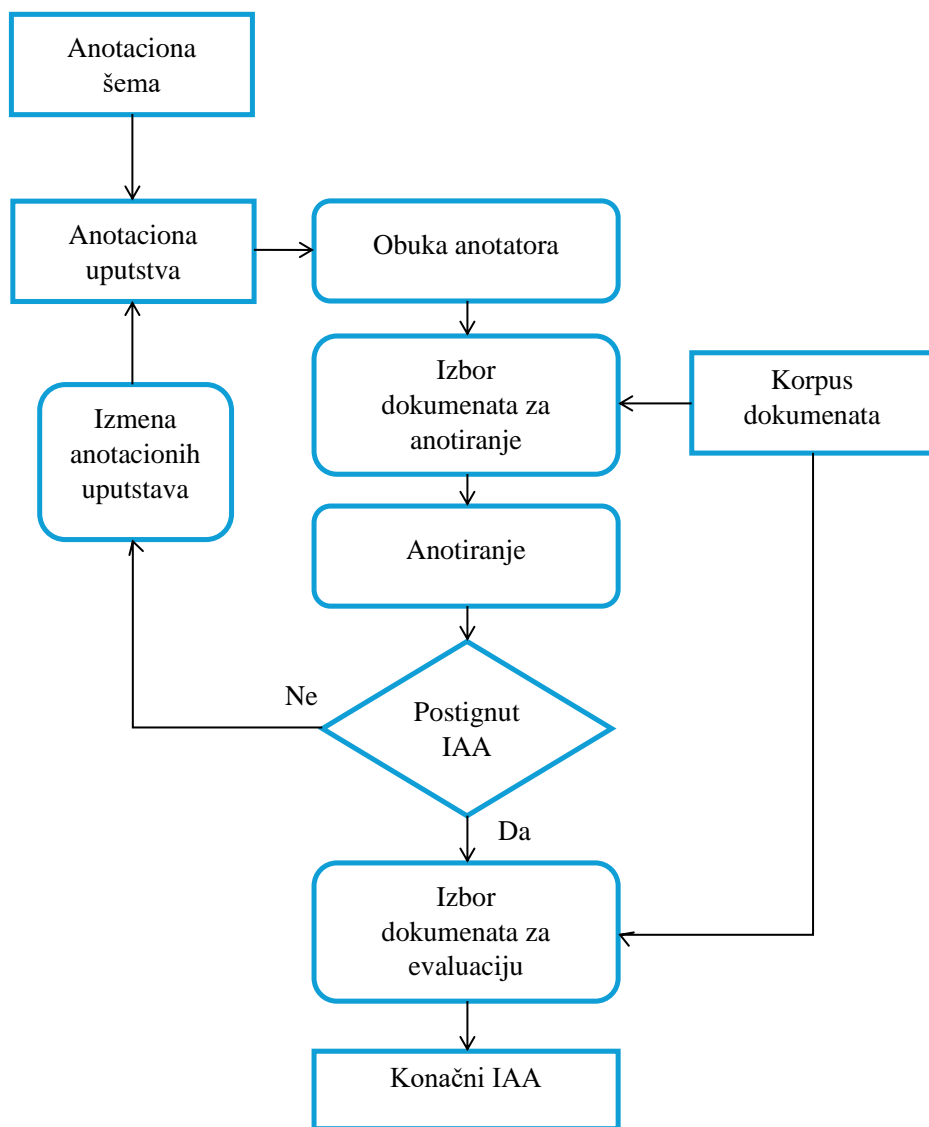 Anotaciona
šema
Anotaciona
uputstva
Obuka anotatora
Izbor
dokumenata za
anotiranje
Korpus
dokumenata
Izmena
anotacionih
uputstava
Anotiranje
Ne
Postignut
IAA
Da
Izbor
dokumenata za
evaluaciju
Konačni IAA